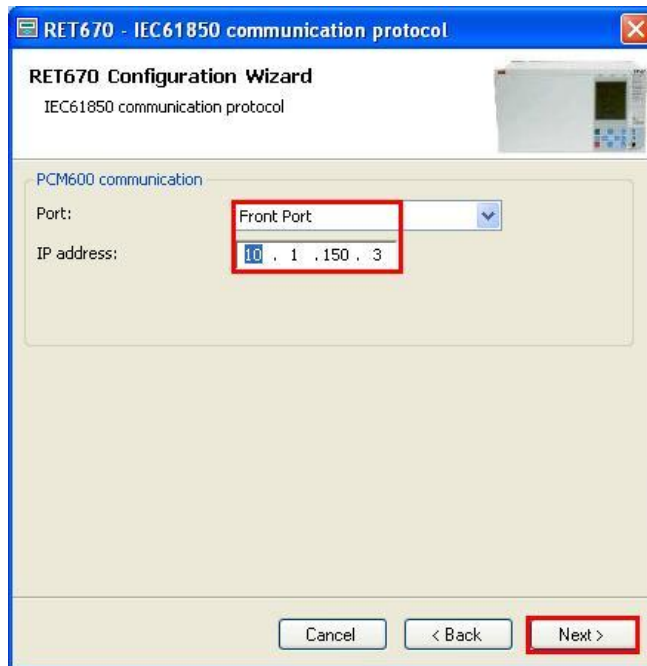 RET670 - IEC61850 communication protocol
RET670 Configuration Wizard
IEC61850 communication protocol
PCM600 communication
Port: Front Port
IP address: 10 . 1 .150 . 3
Cancel < Back Next >